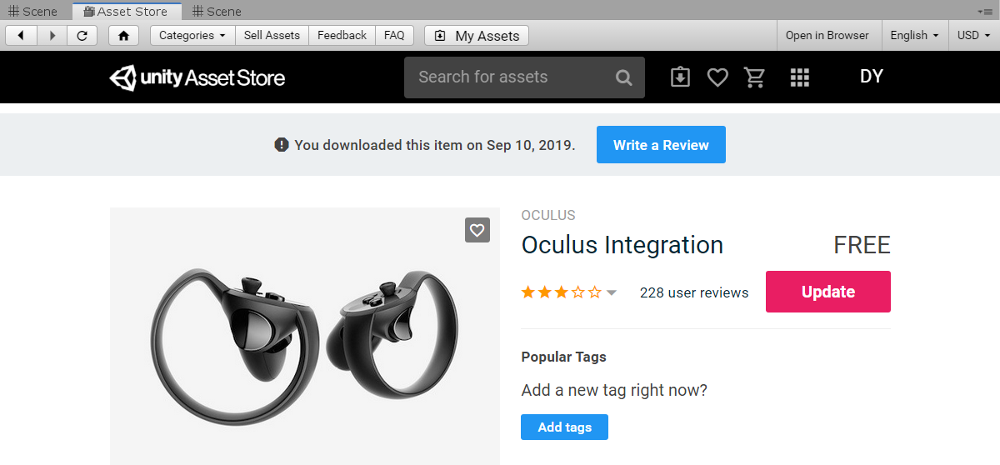 Scene Asset Store Scene
Categories Sell Assets Feedback FAQ My Assets Open in Browser English USD
unity Asset Store Search for assets DY
You downloaded this item on Sep 10, 2019. Write a Review
OCULUS
Oculus Integration FREE
228 user reviews Update
Popular Tags
Add a new tag right now?
Add tags